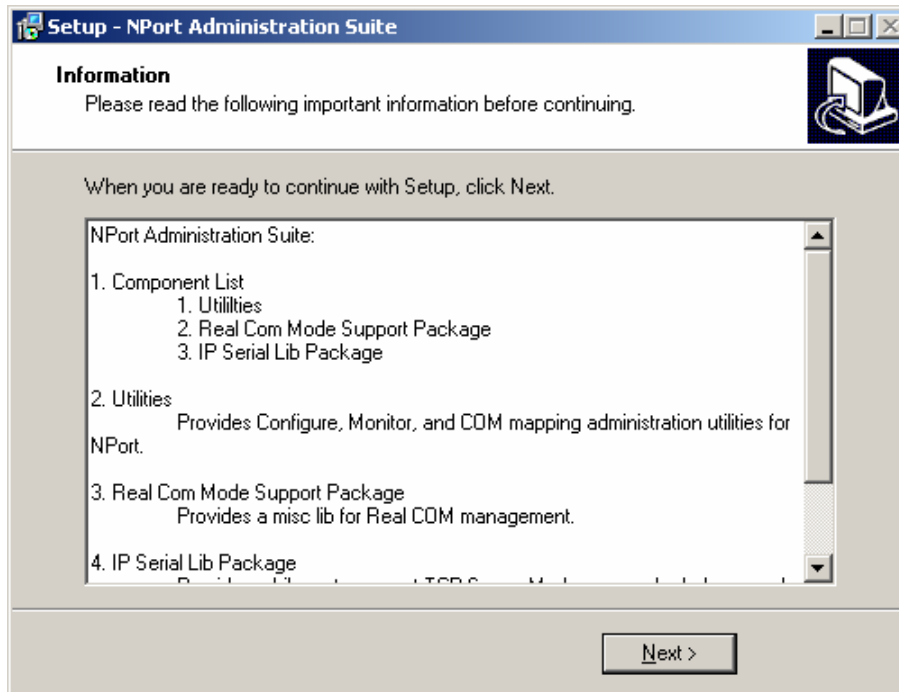 Setup - NPort Administration Suite
Information
Please read the following important information before continuing.
When you are ready to continue with Setup, click Next.
NPort Administration Suite:
1. Component List
1. Utililties
2. Real Com Mode Support Package
3. IP Serial Lib Package
2. Utilities
Provides Configure, Monitor, and COM mapping administration utilities for
NPort.
3. Real Com Mode Support Package
Provides a misc lib for Real COM management.
4. IP Serial Lib Package
Next >